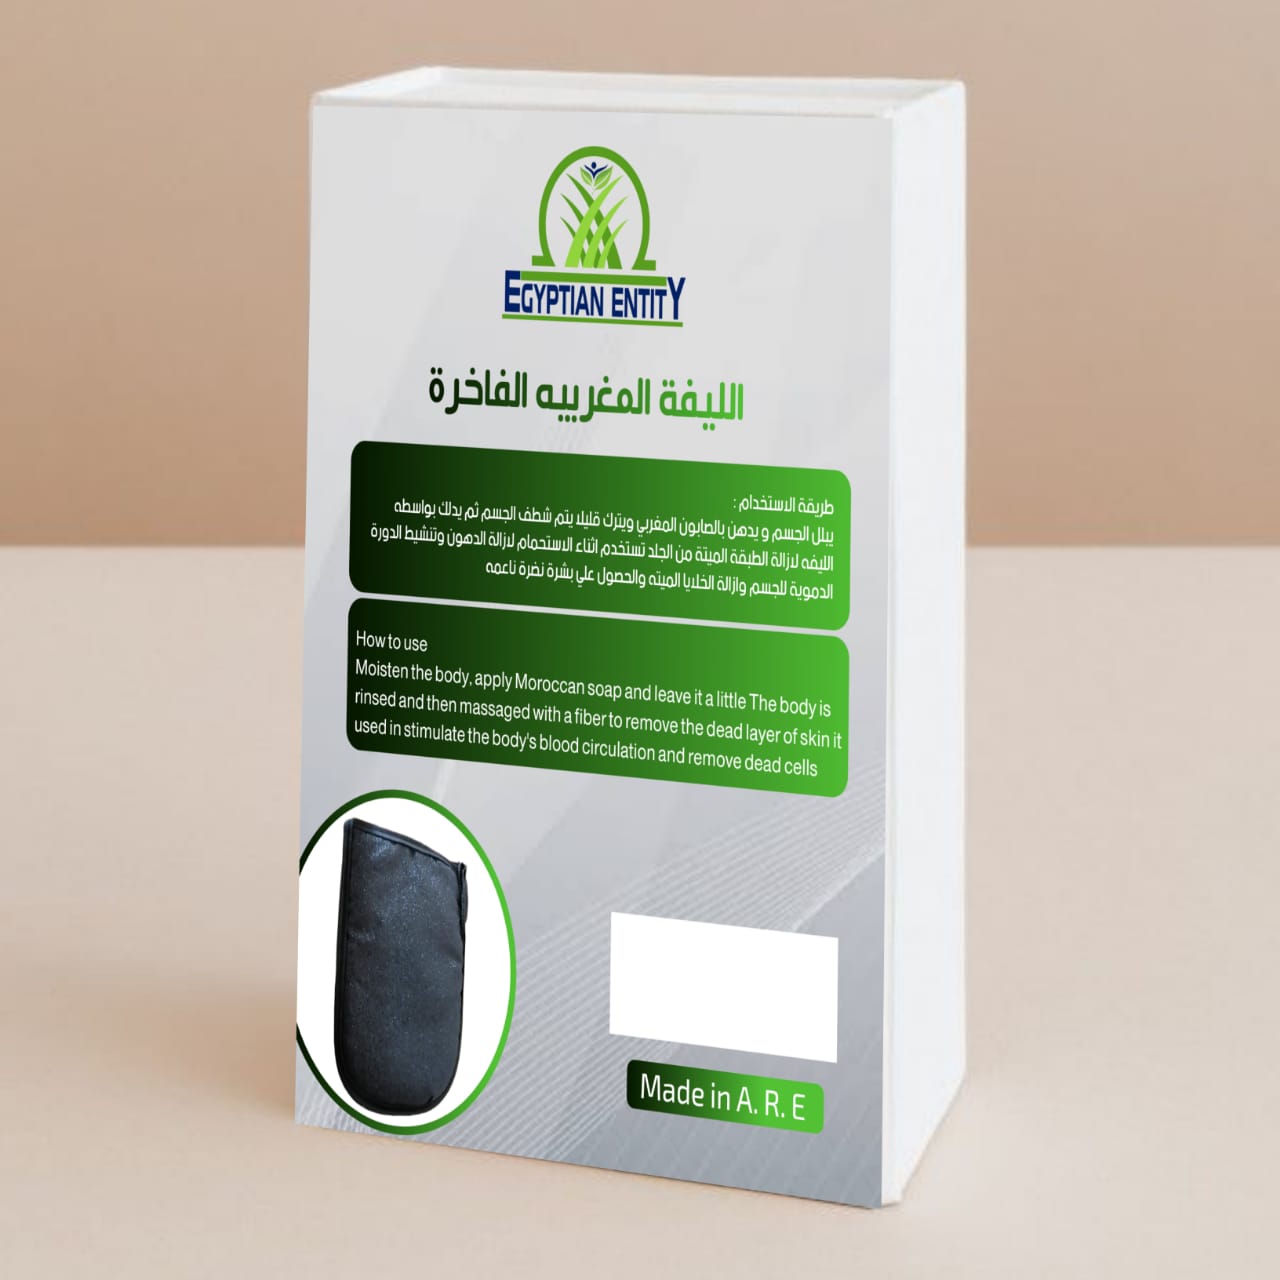 EGYPTIAN ENTITY
الليفة المغربيه الفاخرة
طريقة الاستخدام :
يبلل الجسم و يدهن بالصابون المغربي ويترك قليلا يتم شطف الجسم ثم يدلك بواسطه
الليفه لازالة الطبقة الميتة من الجلد تستخدم اثناء الاستحمام لازالة الدهون وتنشيط الدورة
الدموية للجسم وازالة الخلايا الميته والحصول علي بشرة نضرة ناعمه
How to use
Moisten the body, apply Moroccan soap and leave it a little The body is
rinsed and then massaged with a fiber to remove the dead layer of skin it
used in stimulate the body's blood circulation and remove dead cells
Made in A. R. E